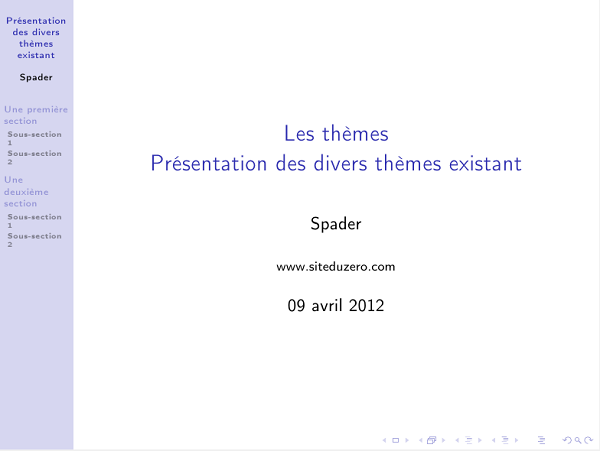 Présentation
des divers
thèmes
existant
Spader
Une première
section
Sous-section
1
Sous-section
2
Une
deuxième
section
Sous-section
1
Sous-section
2
Les thèmes
Présentation des divers thèmes existant
Spader
www.siteduzero.com
09 avril 2012